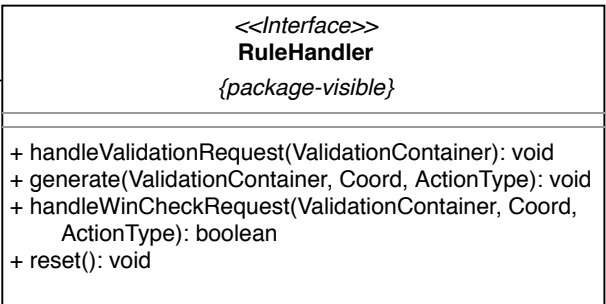 <<Interface>>
RuleHandler
{package-visible}
+ handleValidationRequest(ValidationContainer): void
+ generate(ValidationContainer, Coord, ActionType): void
+ handleWinCheckRequest(ValidationContainer, Coord,
ActionType): boolean
+ reset(): void